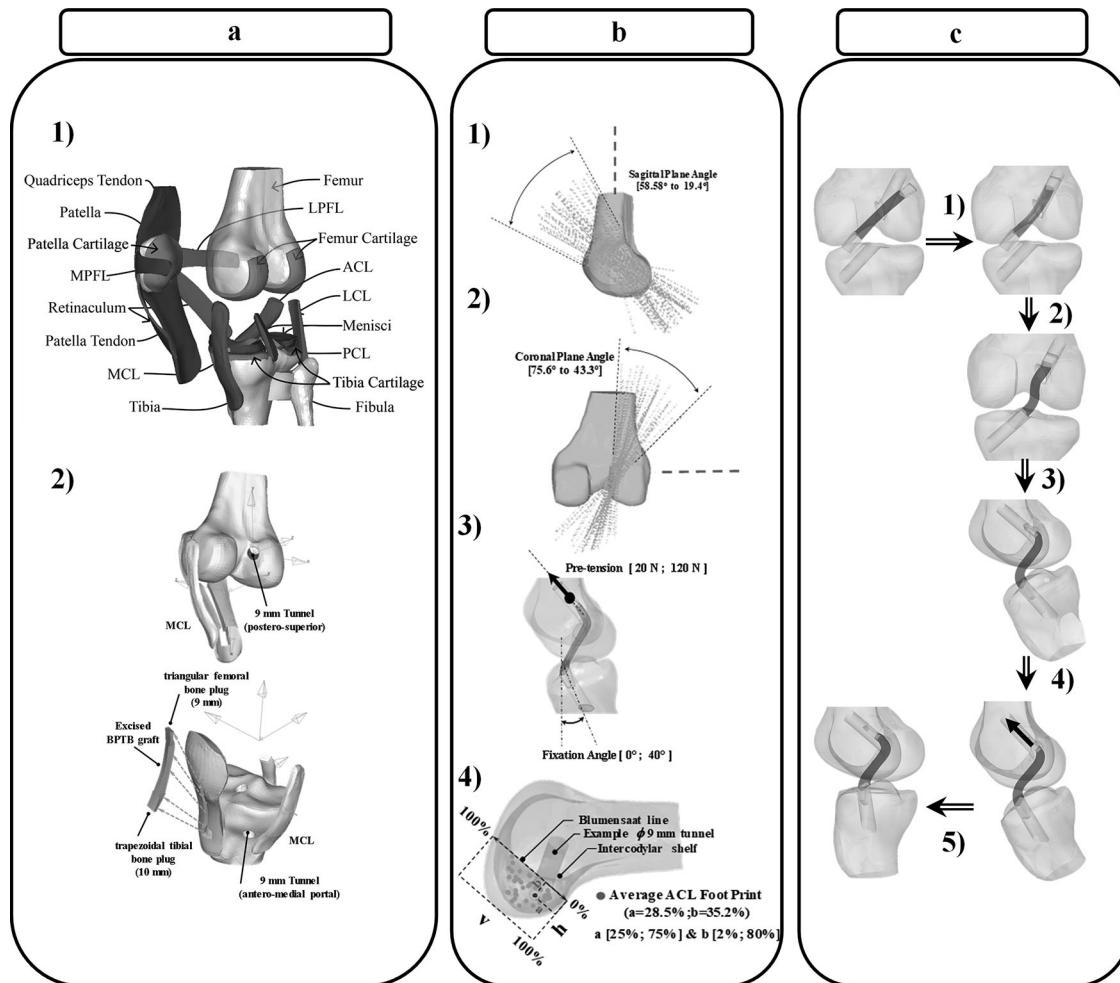 a
1)
Quadriceps Tendon
Patella
Patella Cartilage
MPFL
Retinaculum
Patella Tendon
MCL
Tibia
Femur
LPFL
Femur Cartilage
ACL
LCL
Menisci
PCL
Tibia Cartilage
Fibula
2)
MCL
9 mm Tunnel
(postero-superior)
triangular femoral
bone plug
(9 mm)
Excised
BPTB graft
trapezoidal tibial
bone plug
(10 mm)
MCL
9 mm Tunnel
(antero-medial portal)
b
1)
Sagittal Plane Angle
[58.58° to 19.4°]
2)
Coronal Plane Angle
[75.6° to 43.3°]
3)
Pre-tension [20 N ; 120 N]
Fixation Angle [0° ; 40°]
4)
100%
Blumensaat line
Example ϕ 9 mm tunnel
Intercodylar shelf
0%
v
h
100%
Average ACL Foot Print
(a=28.5%;b=35.2%)
a [25%; 75%] & b [2%; 80%]
c
1)
2)
3)
4)
5)